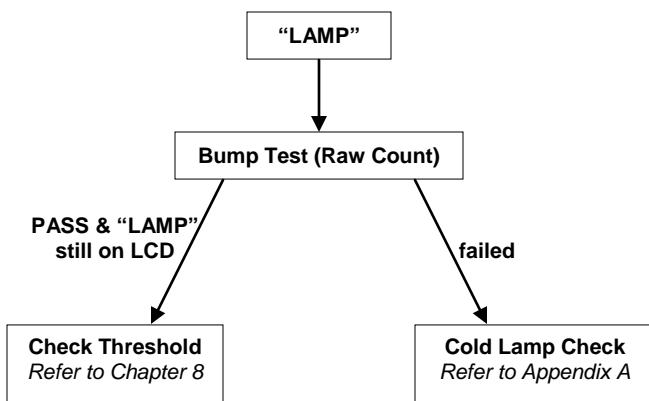 “LAMP”
Bump Test (Raw Count)
PASS & “LAMP”
still on LCD
failed
Check Threshold
Refer to Chapter 8
Cold Lamp Check
Refer to Appendix A